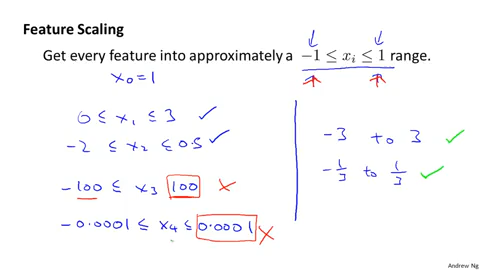 Feature Scaling
Get every feature into approximately a -1 ≤ xᵢ ≤ 1 range.
x₀ = 1
0 ≤ x₁ ≤ 3 ✓
-2 ≤ x₂ ≤ 0.5 ✓
-100 ≤ x₃ 100 ×
-0.0001 ≤ x₄ ≤ 0.0001 ×
-3 to 3 ✓
-1/3 to 1/3 ✓
Andrew Ng